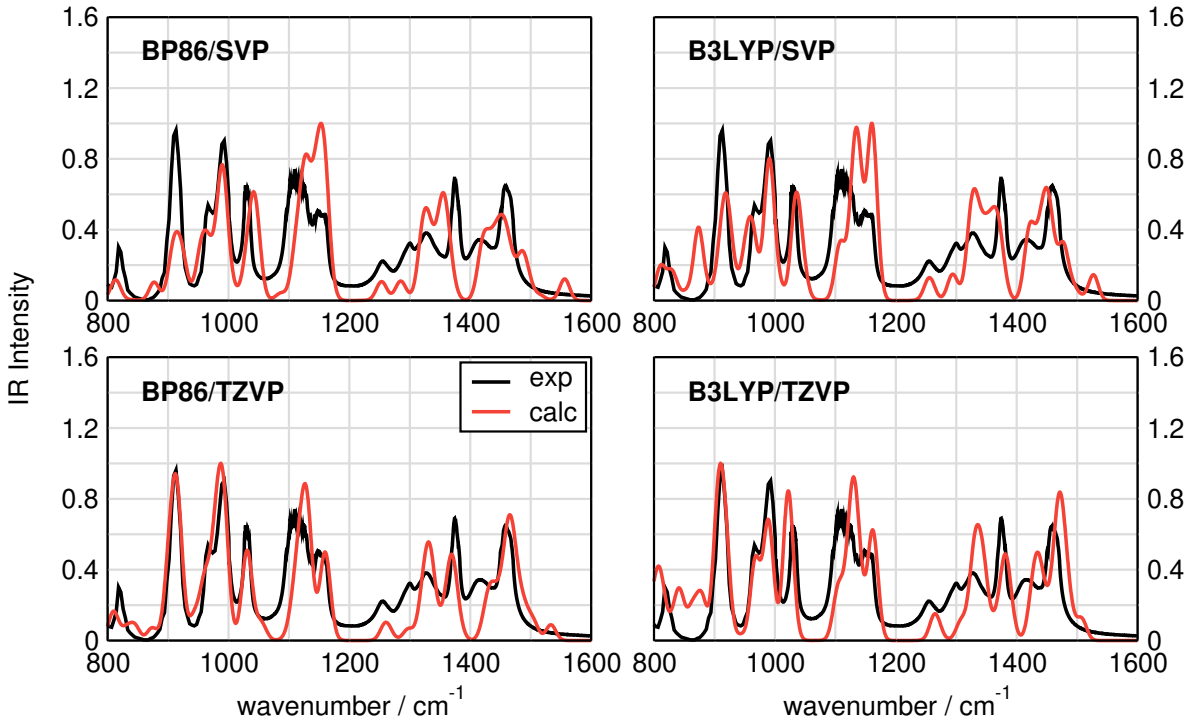 1.6 1.6
BP86/SVP B3LYP/SVP
1.2 1.2
0.8 0.8
0.4 0.4
0 0
800 1000 1200 1400 1600 800 1000 1200 1400 1600
IR Intensity
1.6 1.6
BP86/TZVP exp B3LYP/TZVP
calc
1.2 1.2
0.8 0.8
0.4 0.4
0 0
800 1000 1200 1400 1600 800 1000 1200 1400 1600
wavenumber / cm⁻¹ wavenumber / cm⁻¹